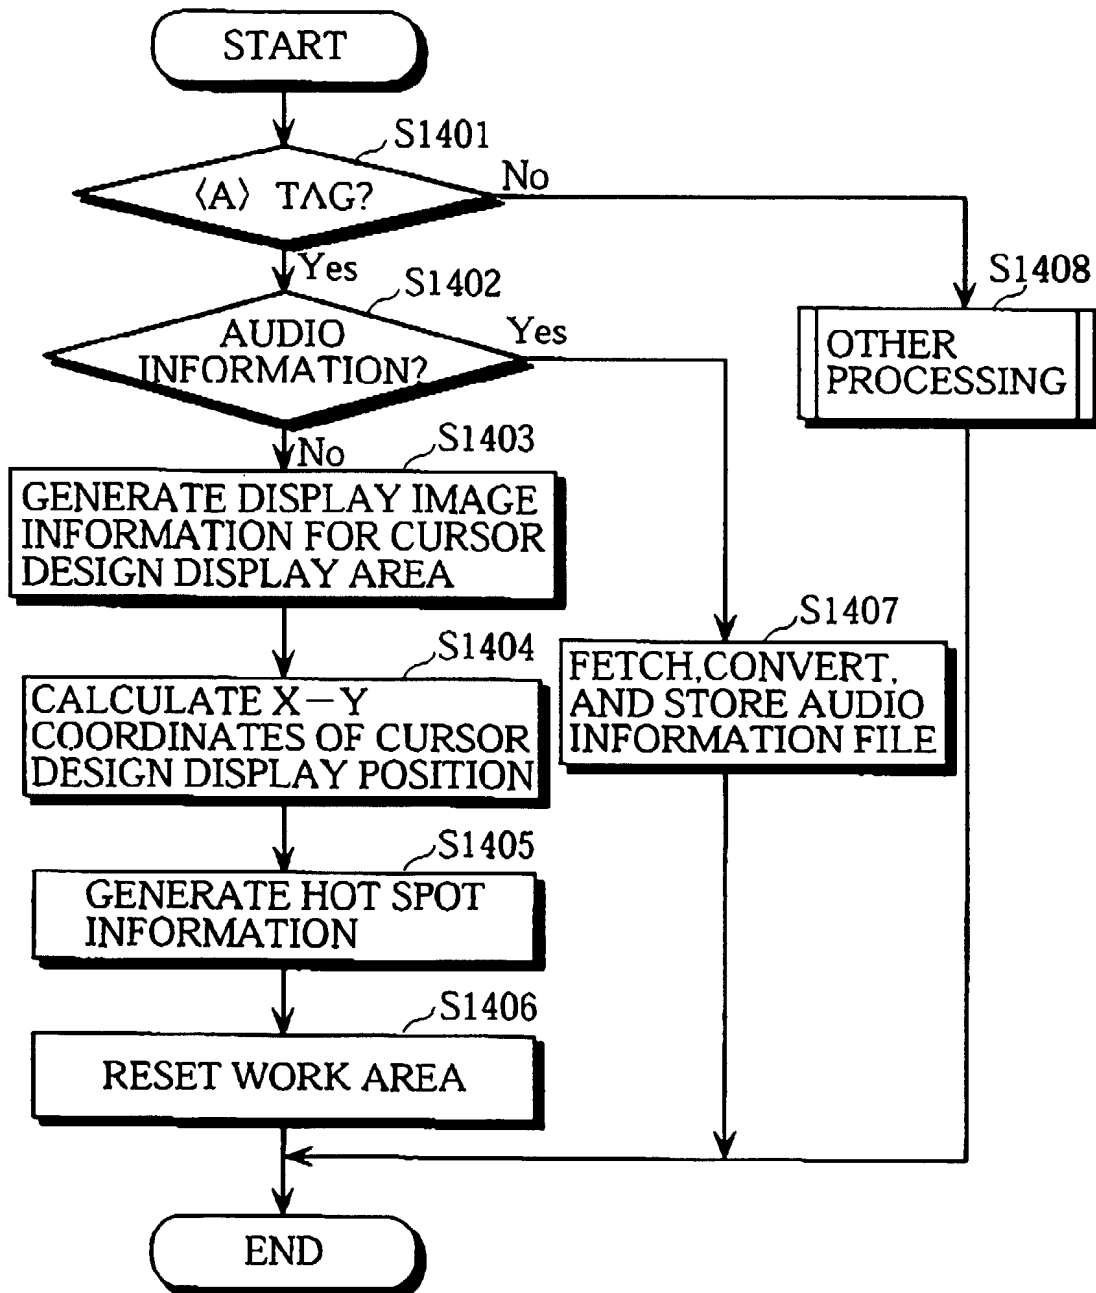 START
S1401
〈A〉 TAG?
No
Yes
S1402
S1408
AUDIO
INFORMATION?
Yes
OTHER
PROCESSING
No
S1403
GENERATE DISPLAY IMAGE
INFORMATION FOR CURSOR
DESIGN DISPLAY AREA
S1407
FETCH,CONVERT,
AND STORE AUDIO
INFORMATION FILE
S1404
CALCULATE X-Y
COORDINATES OF CURSOR
DESIGN DISPLAY POSITION
S1405
GENERATE HOT SPOT
INFORMATION
S1406
RESET WORK AREA
END